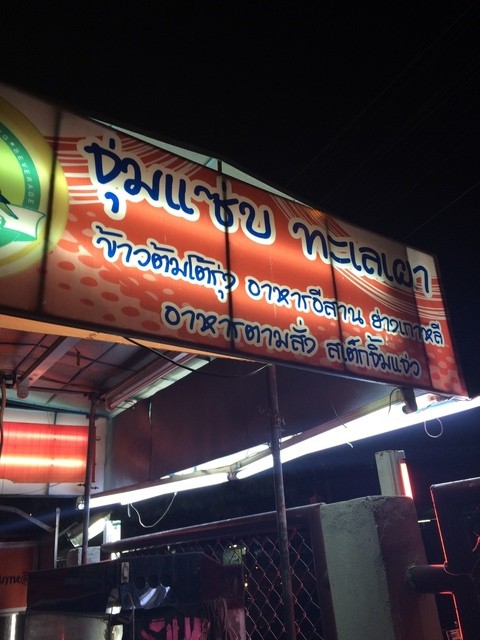 BEVERAGE
จุ่มแซ่บ ทะเลเผา
ข้าวต้มโต้รุ่ง อาหารอีสาน ย่างเกาหลี
อาหารตามสั่ง สเต็กจิ้มแจ่ว